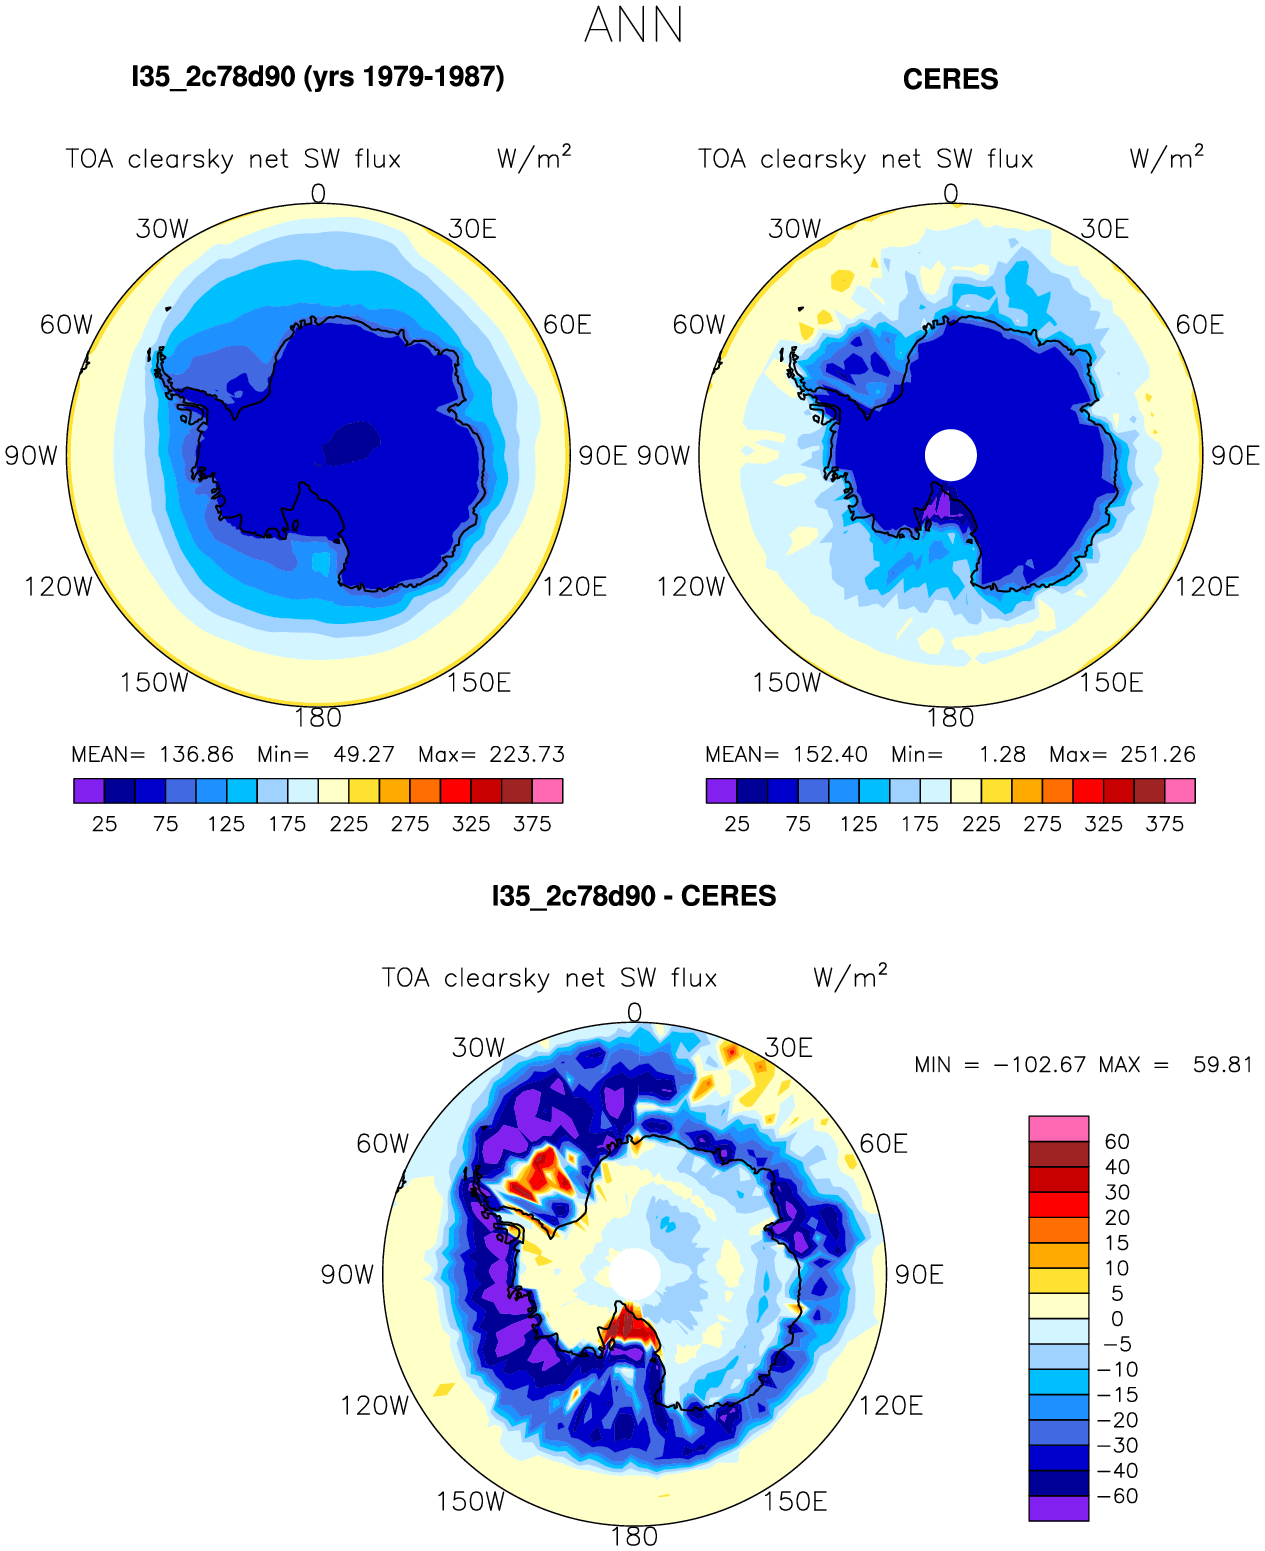 ANN
I35_2c78d90 (yrs 1979-1987)
CERES
TOA clearsky net SW flux W/m²
TOA clearsky net SW flux W/m²
0
30W 30E
60W 60E
90W 90E
120W 120E
150W 150E
180
0
30W 30E
60W 60E
90W 90E
120W 120E
150W 150E
180
MEAN= 136.86 Min= 49.27 Max= 223.73
25 75 125 175 225 275 325 375
MEAN= 152.40 Min= 1.28 Max= 251.26
25 75 125 175 225 275 325 375
I35_2c78d90 - CERES
TOA clearsky net SW flux W/m²
0
30W 30E
60W 60E
90W 90E
120W 120E
150W 150E
180
MIN = −102.67 MAX = 59.81
60
40
30
20
15
10
5
0
−5
−10
−15
−20
−30
−40
−60